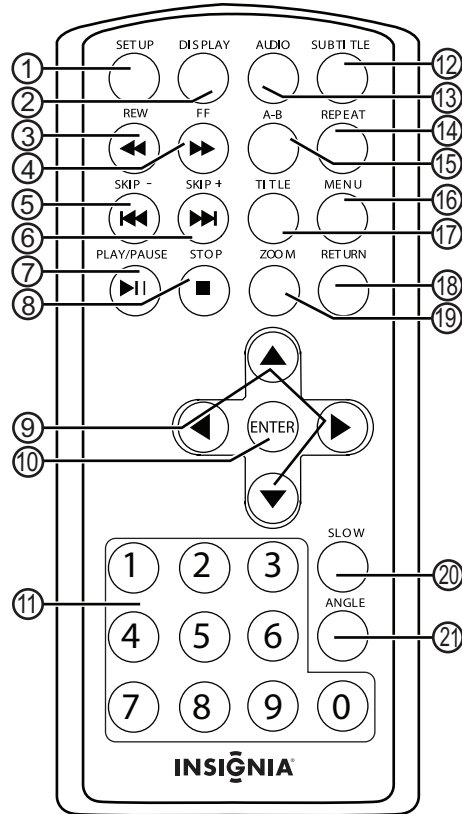 SETUP DISPLAY AUDIO SUBTITLE
1 12
2 13
REW FF A-B REPEAT
3 14
4 15
SKIP - SKIP + TITLE MENU
5 16
6 17
PLAY/PAUSE STOP ZOOM RETURN
7 18
8 19
9
10 ENTER
SLOW
1 2 3
20
11
ANGLE
4 5 6
21
7 8 9 0
INSIGNIA